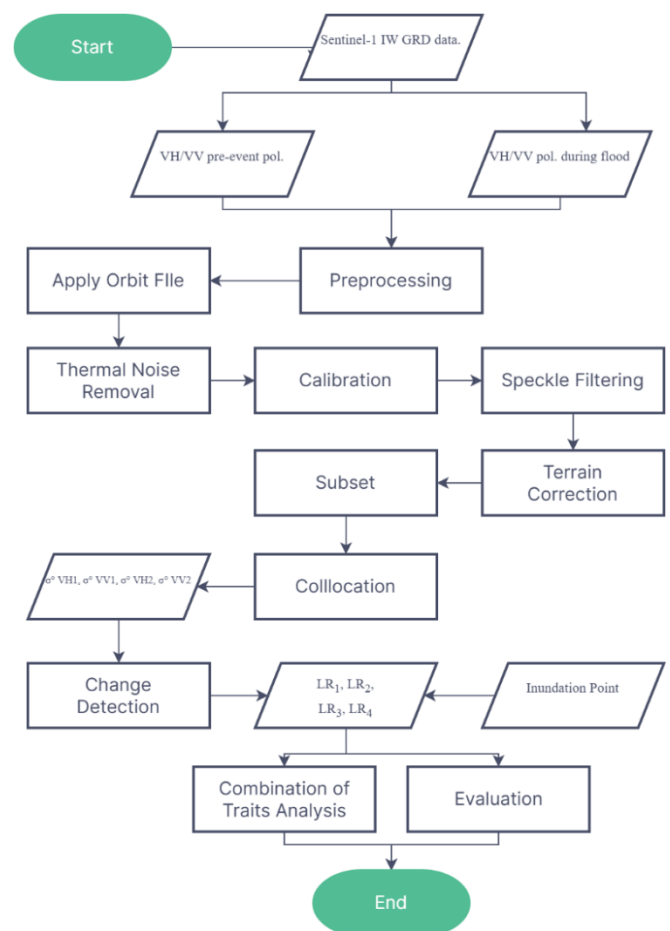 Start
Sentinel-1 IW GRD data.
VH/VV pre-event pol.
VH/VV pol. during flood
Apply Orbit FIle
Preprocessing
Thermal Noise
Removal
Calibration
Speckle Filtering
Subset
Terrain
Correction
σ° VH1, σ° VV1, σ° VH2, σ° VV2
Colllocation
Change
Detection
LR₁, LR₂,
LR₃, LR₄
Inundation Point
Combination of
Traits Analysis
Evaluation
End